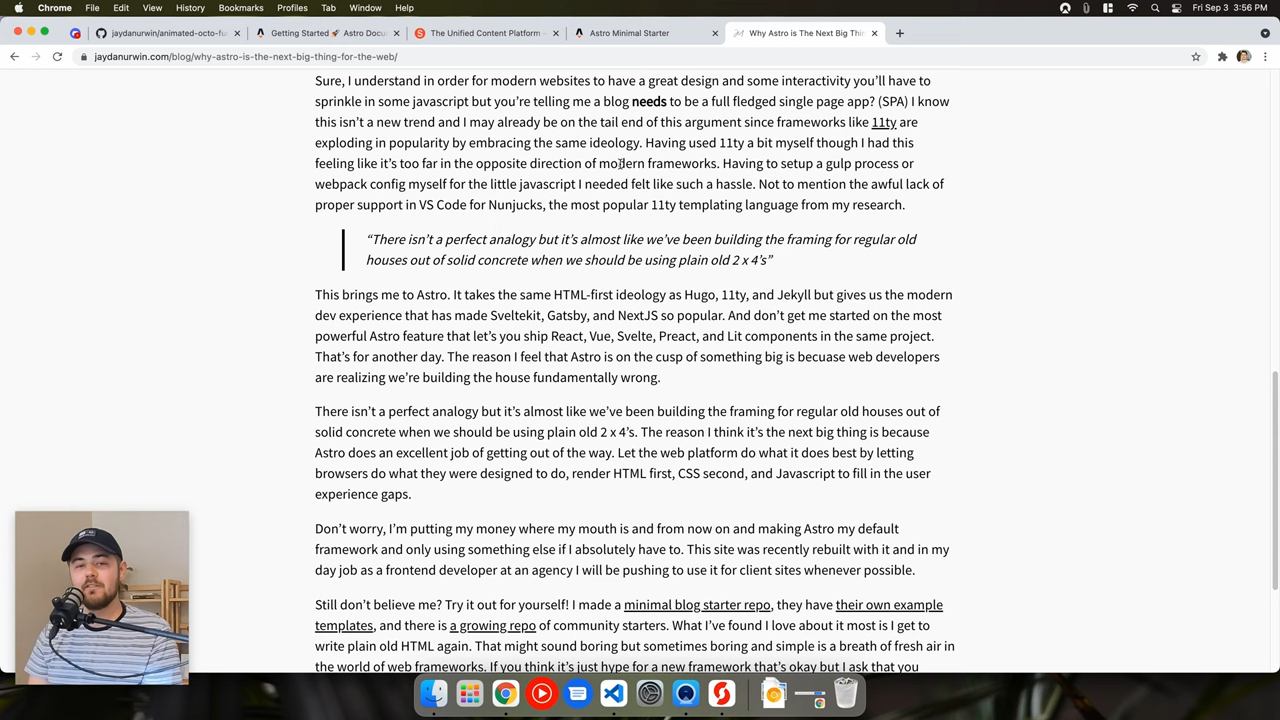 Chrome File Edit View History Bookmarks Profiles Tab Window Help Fri Sep 3 3:56 PM
jaydanurwin/animated-octo-fu
Getting Started 🚀 Astro Docu
The Unified Content Platform –
Astro Minimal Starter
Why Astro is The Next Big Thin
jaydanurwin.com/blog/why-astro-is-the-next-big-thing-for-the-web/
Sure, I understand in order for modern websites to have a great design and some interactivity you’ll have to
sprinkle in some javascript but you’re telling me a blog needs to be a full fledged single page app? (SPA) I know
this isn’t a new trend and I may already be on the tail end of this argument since frameworks like 11ty are
exploding in popularity by embracing the same ideology. Having used 11ty a bit myself though I had this
feeling like it’s too far in the opposite direction of modern frameworks. Having to setup a gulp process or
webpack config myself for the little javascript I needed felt like such a hassle. Not to mention the awful lack of
proper support in VS Code for Nunjucks, the most popular 11ty templating language from my research.
“There isn’t a perfect analogy but it’s almost like we’ve been building the framing for regular old
houses out of solid concrete when we should be using plain old 2 x 4’s”
This brings me to Astro. It takes the same HTML-first ideology as Hugo, 11ty, and Jekyll but gives us the modern
dev experience that has made Sveltekit, Gatsby, and NextJS so popular. And don’t get me started on the most
powerful Astro feature that let’s you ship React, Vue, Svelte, Preact, and Lit components in the same project.
That’s for another day. The reason I feel that Astro is on the cusp of something big is becuase web developers
are realizing we’re building the house fundamentally wrong.
There isn’t a perfect analogy but it’s almost like we’ve been building the framing for regular old houses out of
solid concrete when we should be using plain old 2 x 4’s. The reason I think it’s the next big thing is because
Astro does an excellent job of getting out of the way. Let the web platform do what it does best by letting
browsers do what they were designed to do, render HTML first, CSS second, and Javascript to fill in the user
experience gaps.
Don’t worry, I’m putting my money where my mouth is and from now on and making Astro my default
framework and only using something else if I absolutely have to. This site was recently rebuilt with it and in my
day job as a frontend developer at an agency I will be pushing to use it for client sites whenever possible.
Still don’t believe me? Try it out for yourself! I made a minimal blog starter repo, they have their own example
templates, and there is a growing repo of community starters. What I’ve found I love about it most is I get to
write plain old HTML again. That might sound boring but sometimes boring and simple is a breath of fresh air in
the world of web frameworks. If you think it’s just hype for a new framework that’s okay but I ask that you